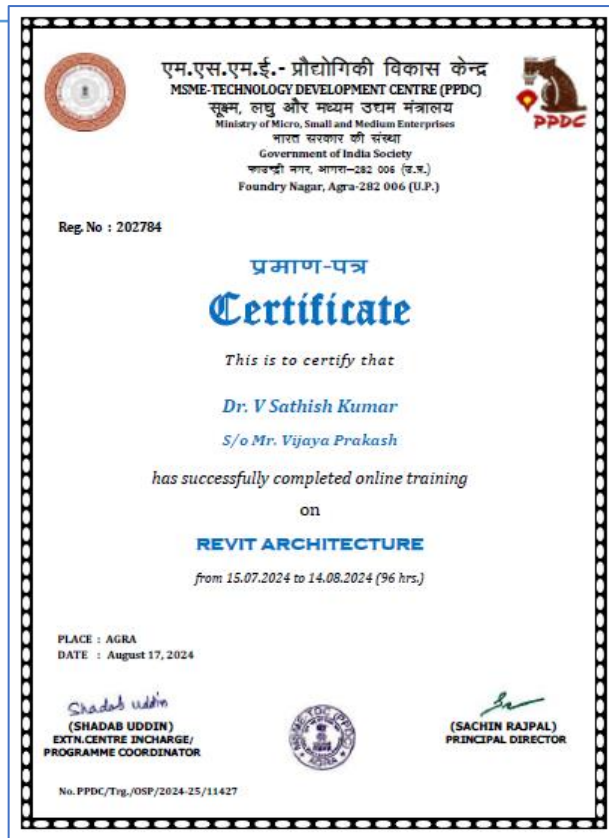 एम.एस.एम.ई.- प्रौद्योगिकी विकास केन्द्र
MSME-TECHNOLOGY DEVELOPMENT CENTRE (PPDC)
सूक्ष्म, लघु और मध्यम उद्यम मंत्रालय
Ministry of Micro, Small and Medium Enterprises
भारत सरकार की संस्था
Government of India Society
फाउन्ड्री नगर, आगरा–282 006 (उ.प्र.)
Foundry Nagar, Agra-282 006 (U.P.)
PPDC
Reg. No : 202784
प्रमाण-पत्र
Certificate
This is to certify that
Dr. V Sathish Kumar
S/o Mr. Vijaya Prakash
has successfully completed online training
on
REVIT ARCHITECTURE
from 15.07.2024 to 14.08.2024 (96 hrs.)
PLACE : AGRA
DATE : August 17, 2024
Shadab uddin
(SHADAB UDDIN)
EXTN.CENTRE INCHARGE/
PROGRAMME COORDINATOR
MSME-TDC (PPDC)
AGRA
(SACHIN RAJPAL)
PRINCIPAL DIRECTOR
No. PPDC/Trg./OSP/2024-25/11427